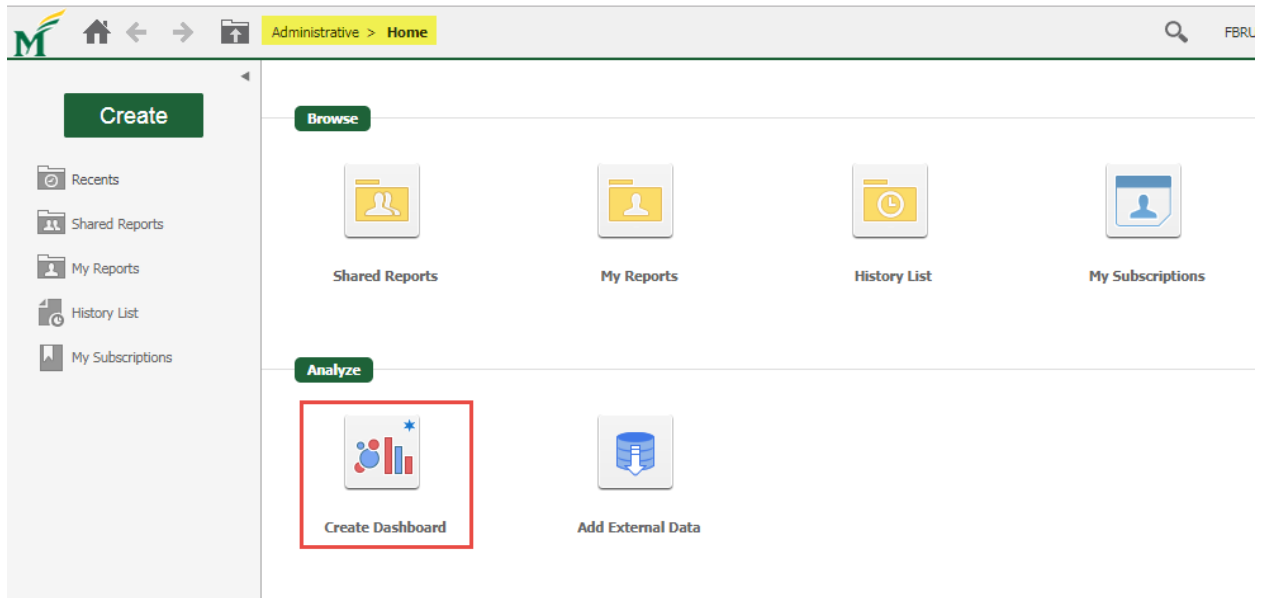 M
Administrative > Home
FBRU
Create
Recents
Shared Reports
My Reports
History List
My Subscriptions
Browse
Shared Reports
My Reports
History List
My Subscriptions
Analyze
Create Dashboard
Add External Data